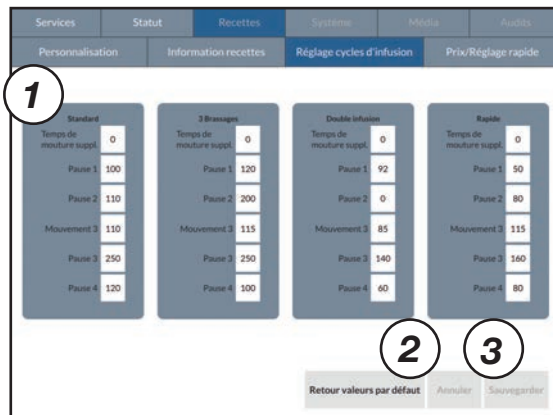 Services Statut Recettes Système Média Audits
Personnalisation Information recettes Réglage cycles d'infusion Prix/Réglage rapide
1
Standard
Temps de
mouture suppl. 0
Pause 1 100
Pause 2 110
Mouvement 3 110
Pause 3 250
Pause 4 120
3 Brassages
Temps de
mouture suppl. 0
Pause 1 120
Pause 2 200
Mouvement 3 115
Pause 3 250
Pause 4 100
Double infusion
Temps de
mouture suppl. 0
Pause 1 92
Pause 2 0
Mouvement 3 85
Pause 3 140
Pause 4 60
Rapide
Temps de
mouture suppl. 0
Pause 1 50
Pause 2 80
Mouvement 3 115
Pause 3 160
Pause 4 80
2 3
Retour valeurs par défaut Annuler Sauvegarder